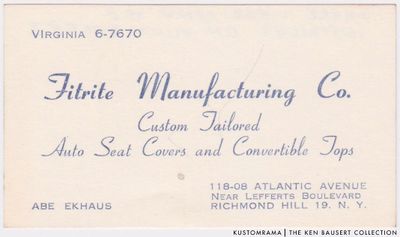 VIRGINIA 6-7670
Fitrite Manufacturing Co.
Custom Tailored
Auto Seat Covers and Convertible Tops
118-08 ATLANTIC AVENUE
NEAR LEFFERTS BOULEVARD
ABE EKHAUS
RICHMOND HILL 19, N. Y.
KUSTOMRAMA | THE KEN BAUSERT COLLECTION